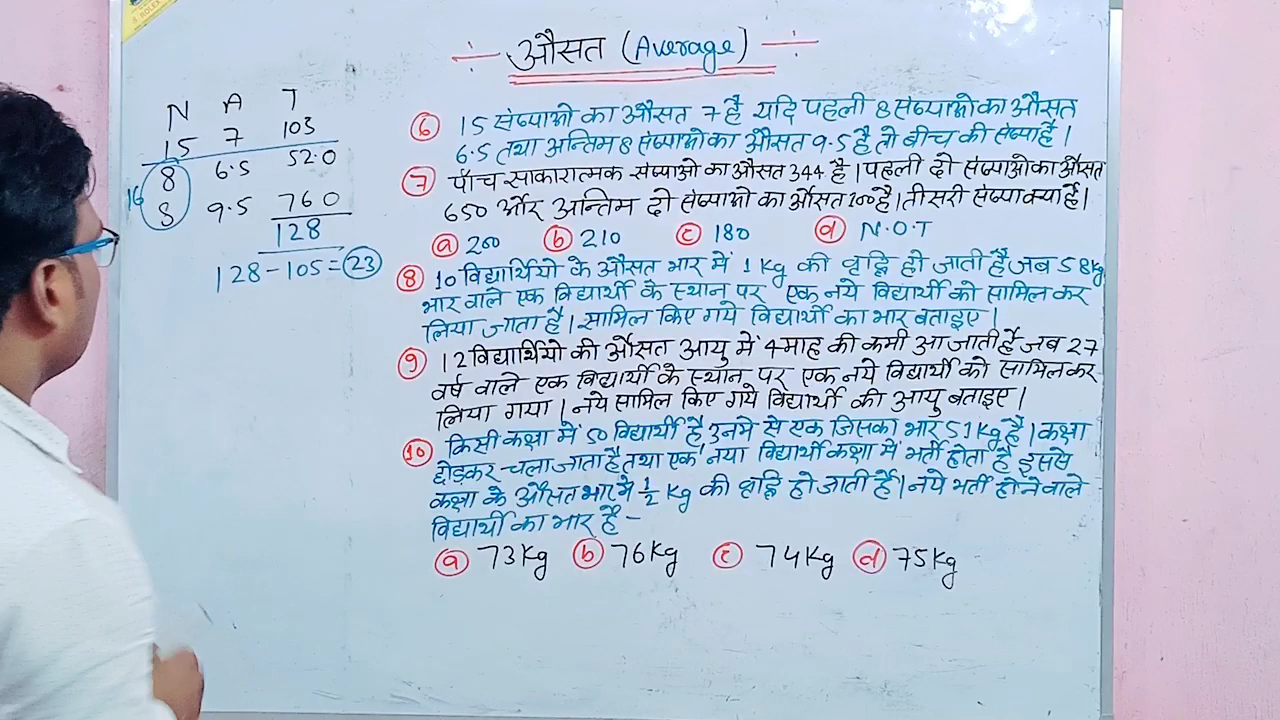 औसत (Average)
N A T
15 7 103
8 6.5 52.0
8 9.5 760
16
128
128-105=23
6 15 संख्याओ का औसत 7 है यदि पहली 8 संख्याओ का औसत
6.5 तथा अन्तिम 8 संख्याओ का औसत 9.5 है तो बीच की संख्या है।
7 पाँच साकारात्मक संख्याओ का औसत 344 है। पहली दो संख्याओ का औसत
650 और अन्तिम दो संख्याओ का औसत 100 है। तीसरी संख्या क्या है।
a 200 b 210 c 180 d N.O.T
8 10 विद्यार्थियो के औसत भार में 1 Kg की वृद्धि हो जाती है जब 58 Kg
भार वाले एक विद्यार्थी के स्थान पर एक नये विद्यार्थी को सामिल कर
लिया जाता है। सामिल किए गये विद्यार्थी का भार बताइए।
9 12 विद्यार्थियो की औसत आयु में 4 माह की कमी आ जाती है जब 27
वर्ष वाले एक विद्यार्थी के स्थान पर एक नये विद्यार्थी को सामिल कर
लिया गया। नये सामिल किए गये विद्यार्थी की आयु बताइए।
10 किसी कक्षा में 50 विद्यार्थी है, उनमे से एक जिसका भार 51 Kg है। कक्षा
छोड़कर चला जाता है तथा एक नया विद्यार्थी कक्षा में भर्ती होता है इससे
कक्षा के औसत भार मे 1/2 Kg की वृद्धि हो जाती है। नये भर्ती होने वाले
विद्यार्थी का भार है -
a 73 Kg b 76 Kg c 74 Kg d 75 Kg